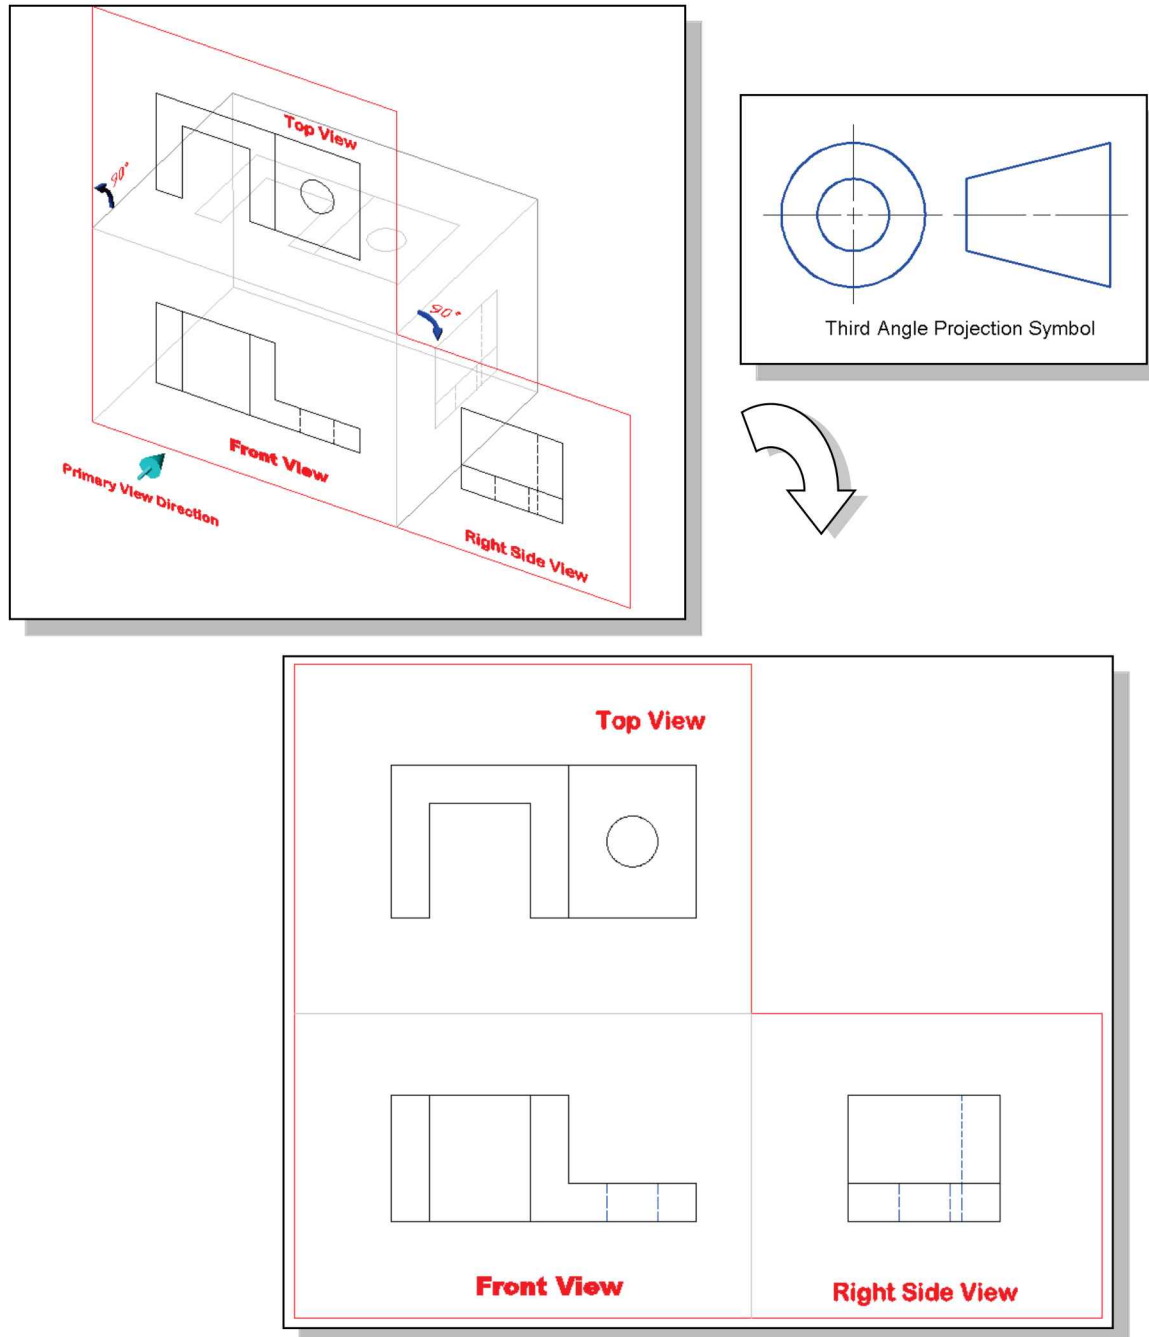 Top View
90°
90°
Front View
Primary View Direction
Right Side View
Third Angle Projection Symbol
Top View
Front View
Right Side View